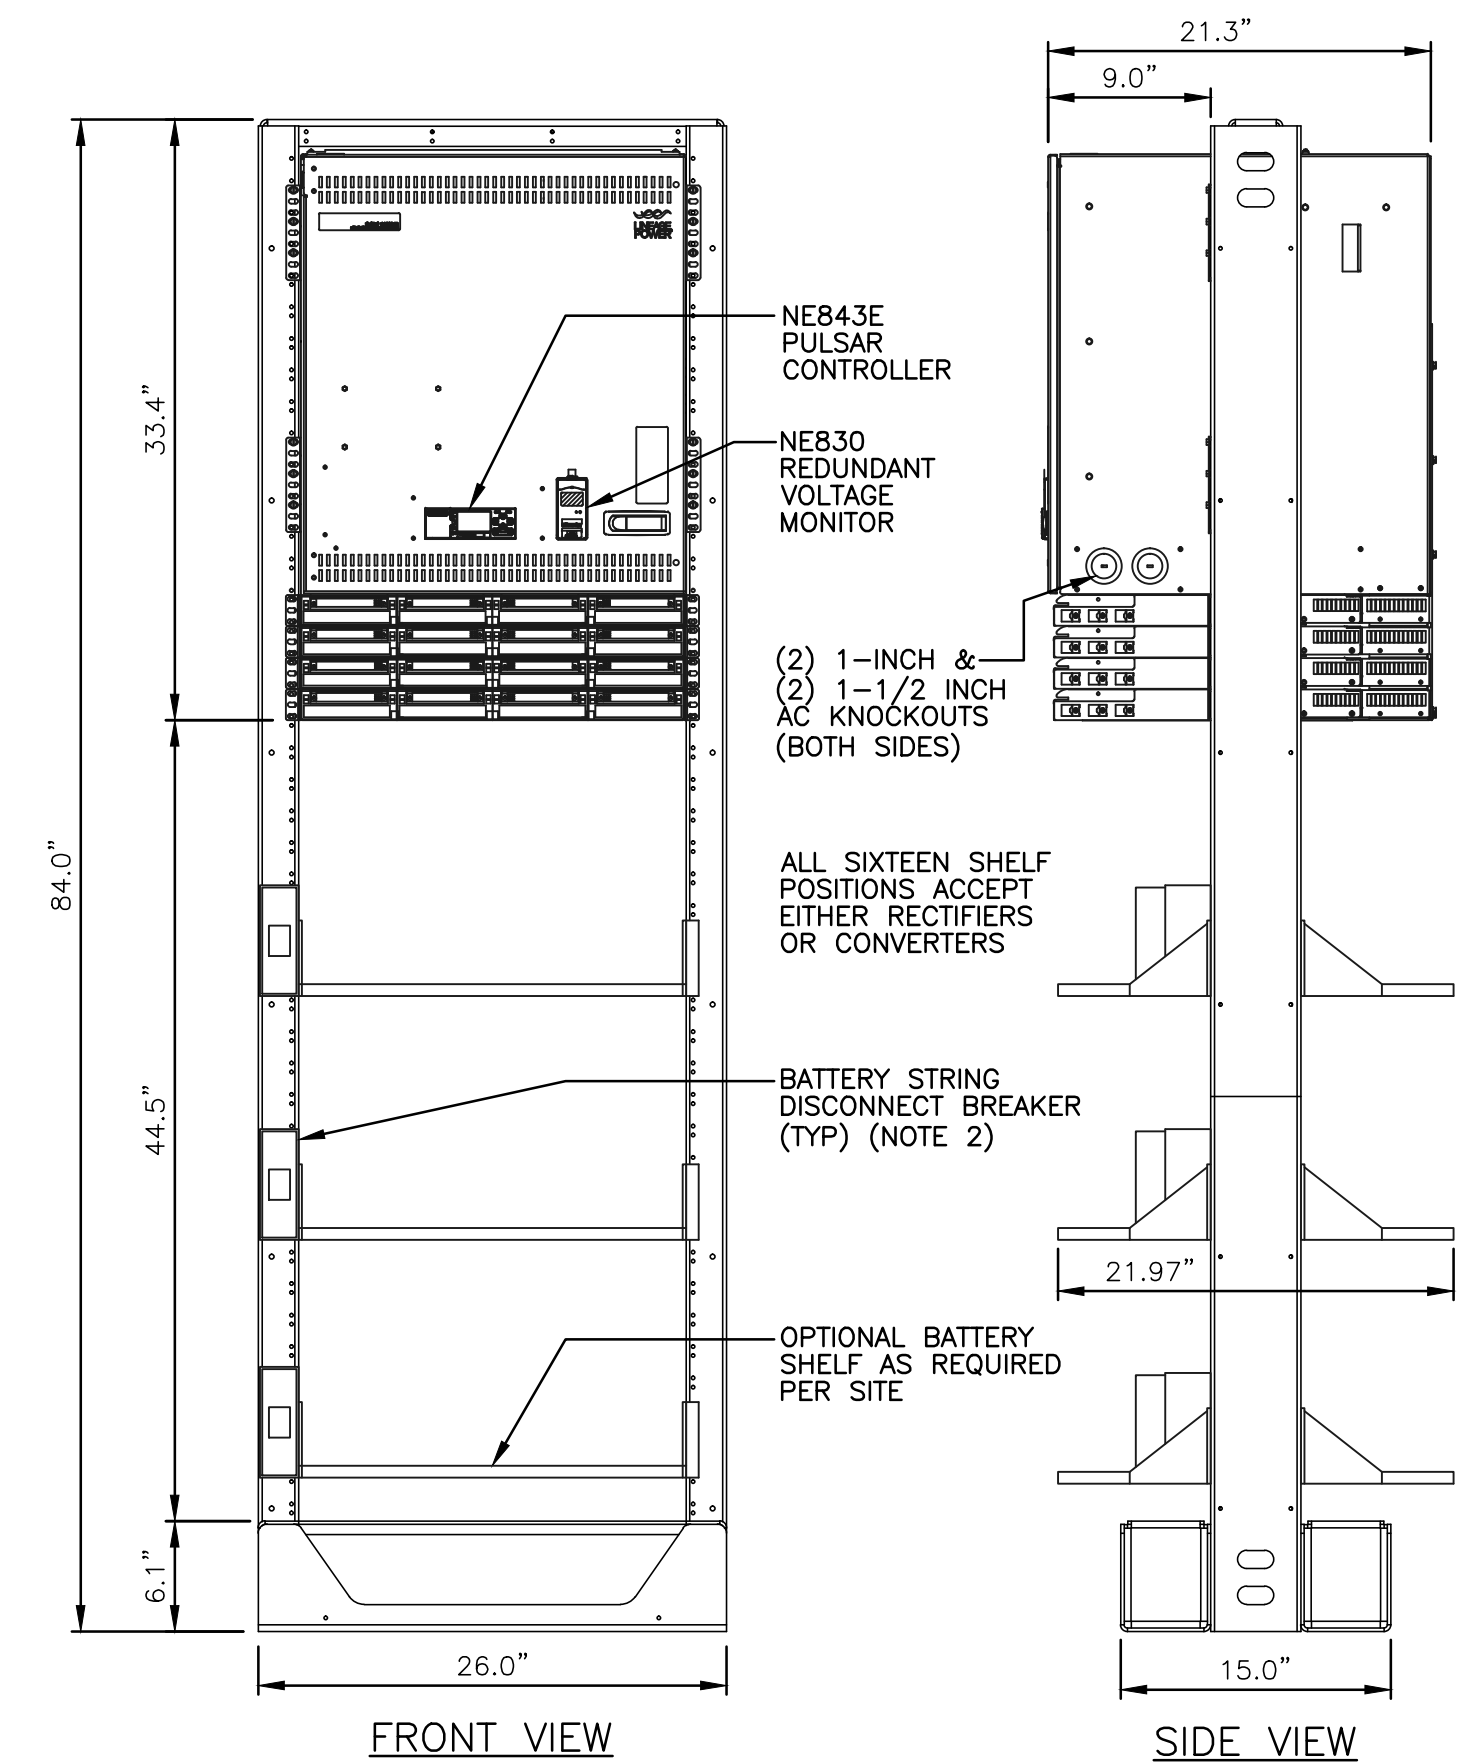 21.3"
9.0"
LINEAGE
POWER
NE843E
PULSAR
CONTROLLER
33.4"
NE830
REDUNDANT
VOLTAGE
MONITOR
(2) 1-INCH &
(2) 1-1/2 INCH
AC KNOCKOUTS
(BOTH SIDES)
84.0"
ALL SIXTEEN SHELF
POSITIONS ACCEPT
EITHER RECTIFIERS
OR CONVERTERS
44.5"
BATTERY STRING
DISCONNECT BREAKER
(TYP) (NOTE 2)
21.97"
OPTIONAL BATTERY
SHELF AS REQUIRED
PER SITE
6.1"
26.0"
15.0"
FRONT VIEW
SIDE VIEW